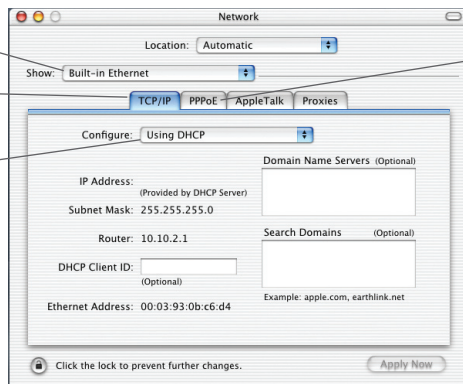 Network
Location: Automatic
Show: Built-in Ethernet
TCP/IP PPPoE AppleTalk Proxies
Configure: Using DHCP
Domain Name Servers (Optional)
IP Address:
(Provided by DHCP Server)
Subnet Mask: 255.255.255.0
Router: 10.10.2.1
Search Domains (Optional)
DHCP Client ID:
(Optional)
Example: apple.com, earthlink.net
Ethernet Address: 00:03:93:0b:c6:d4
Click the lock to prevent further changes.
Apply Now